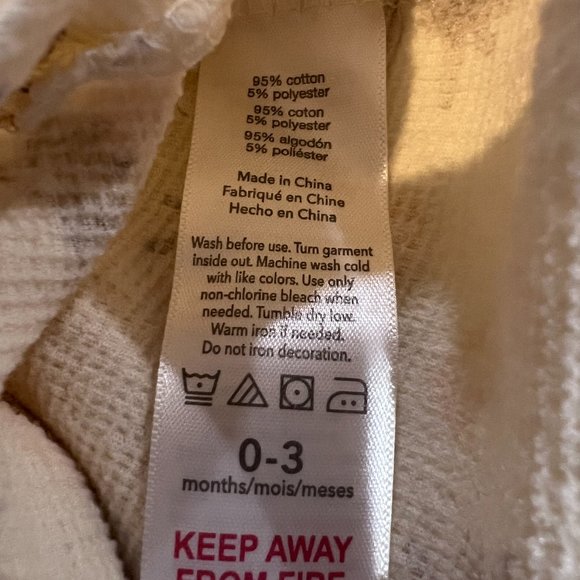 95% cotton
5% polyester
95% coton
5% polyester
95% algodón
5% poliéster
Made in China
Fabriqué en Chine
Hecho en China
Wash before use. Turn garment
inside out. Machine wash cold
with like colors. Use only
non-chlorine bleach when
needed. Tumble dry low.
Warm iron if needed.
Do not iron decoration.
0-3
months/mois/meses
KEEP AWAY
FROM FIRE